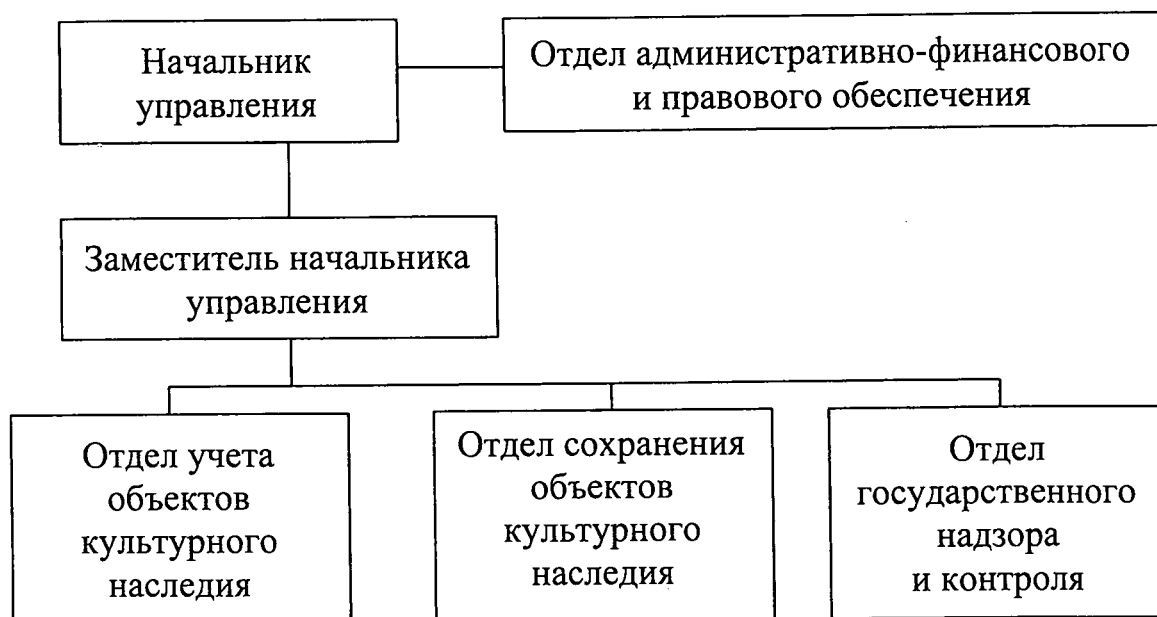 Начальник
управления
Отдел административно-финансового
и правового обеспечения
Заместитель начальника
управления
Отдел учета
объектов
культурного
наследия
Отдел сохранения
объектов
культурного
наследия
Отдел
государственного
надзора
и контроля